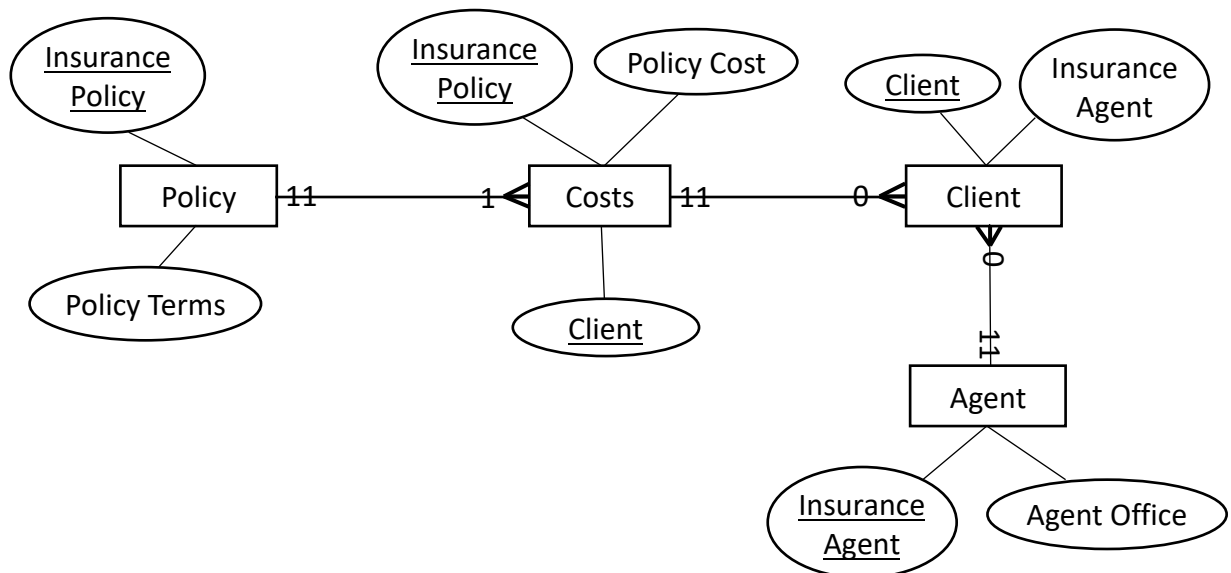 Insurance
Policy
Insurance
Policy
Policy Cost
Client
Insurance
Agent
Policy
11
1
Costs
11
0
Client
Policy Terms
Client
0
11
Agent
Insurance
Agent
Agent Office